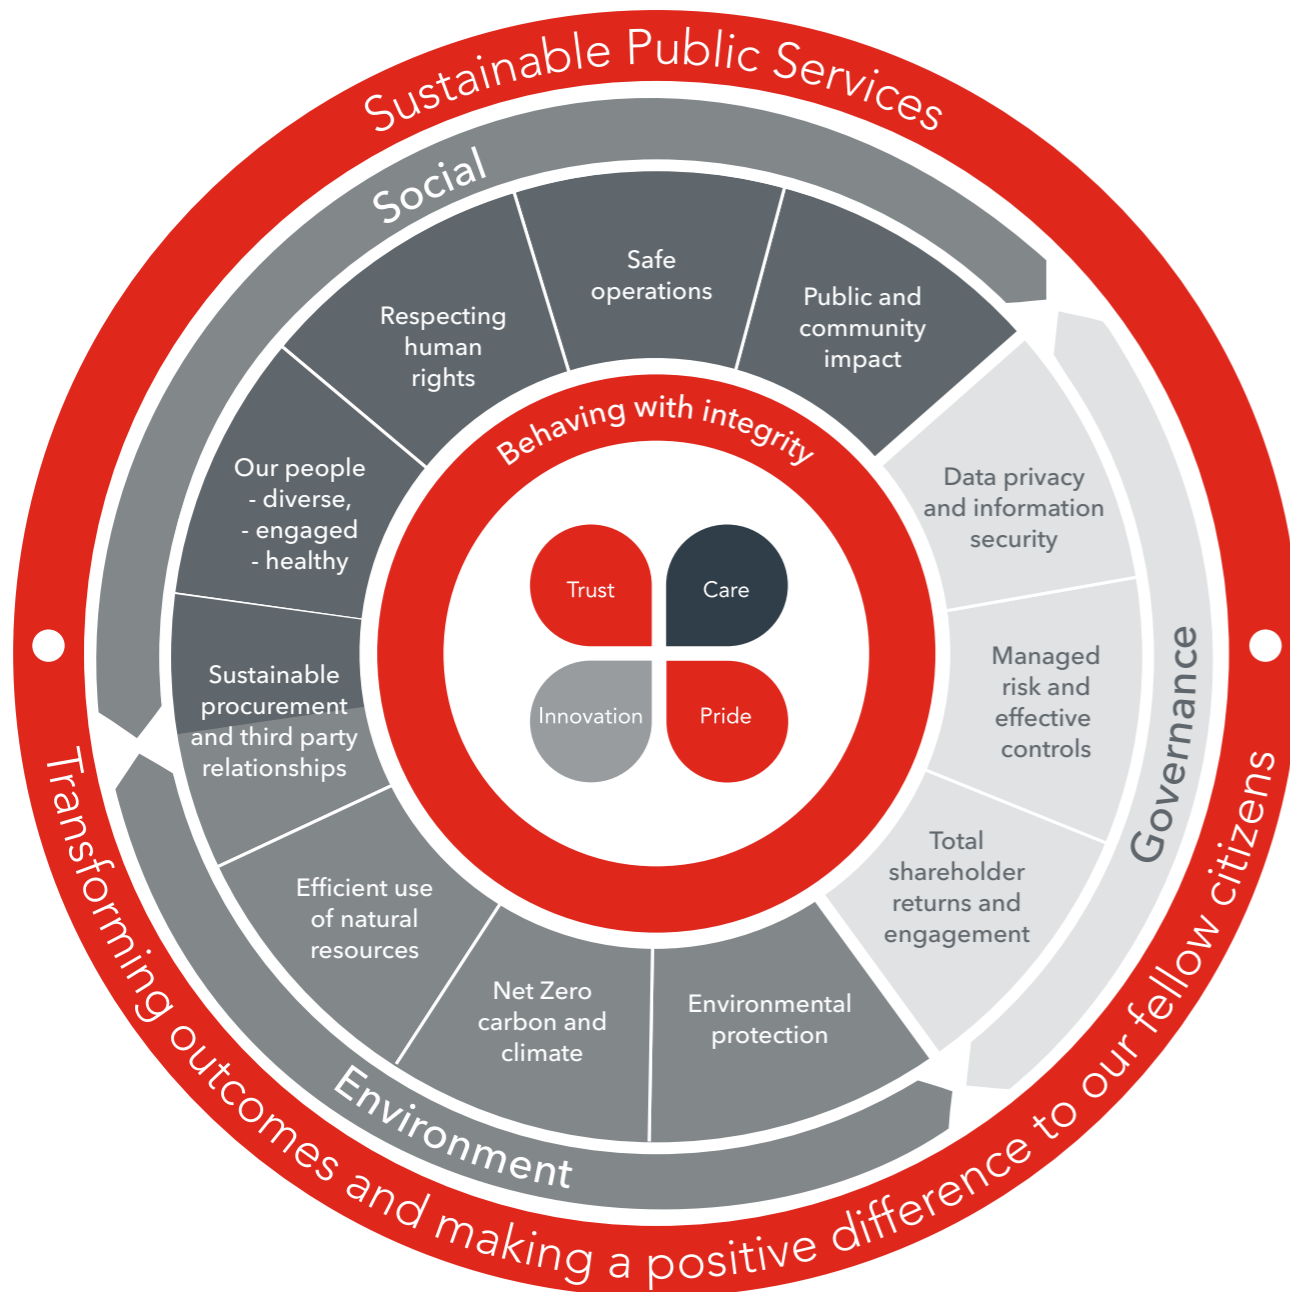 Sustainable Public Services
Social
Safe
operations
Public and
community
impact
Respecting
human
rights
Our people
- diverse,
- engaged
- healthy
Sustainable
procurement
and third party
relationships
Behaving with integrity
Trust
Care
Innovation
Pride
Data privacy
and information
security
Managed
risk and
effective
controls
Total
shareholder
returns and
engagement
Governance
Efficient use
of natural
resources
Net Zero
carbon and
climate
Environmental
protection
Environment
Transforming outcomes and making a positive difference to our fellow citizens